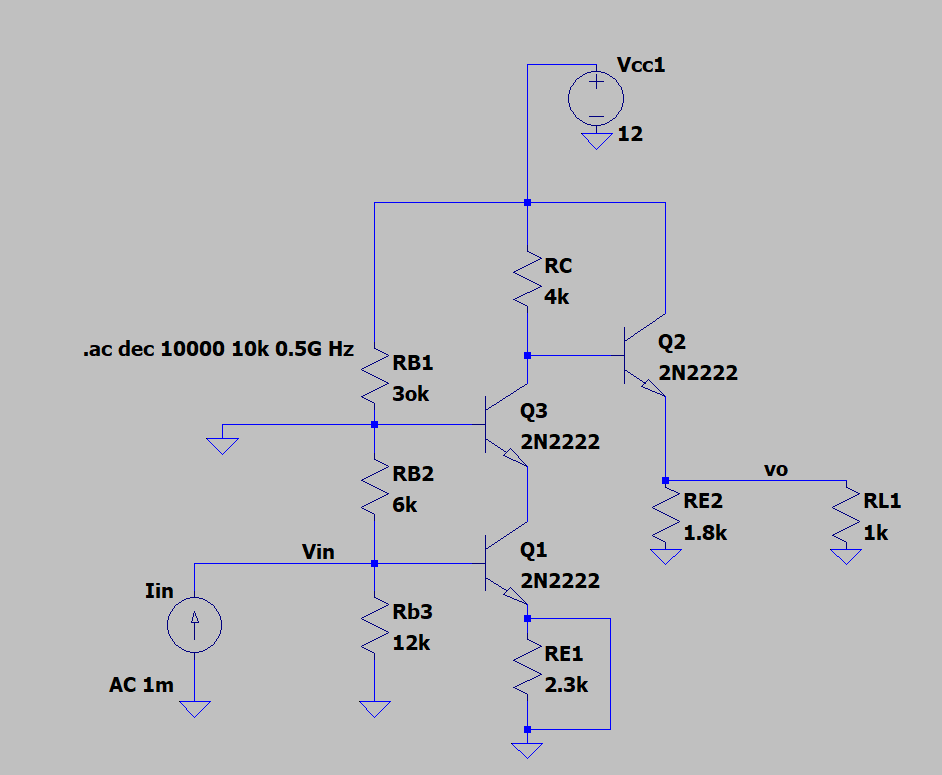 Vcc1
12
RC
4k
.ac dec 10000 10k 0.5G Hz
RB1
3ok
Q2
2N2222
Q3
2N2222
RB2
6k
vo
RE2
1.8k
RL1
1k
Vin
Q1
2N2222
Iin
AC 1m
Rb3
12k
RE1
2.3k